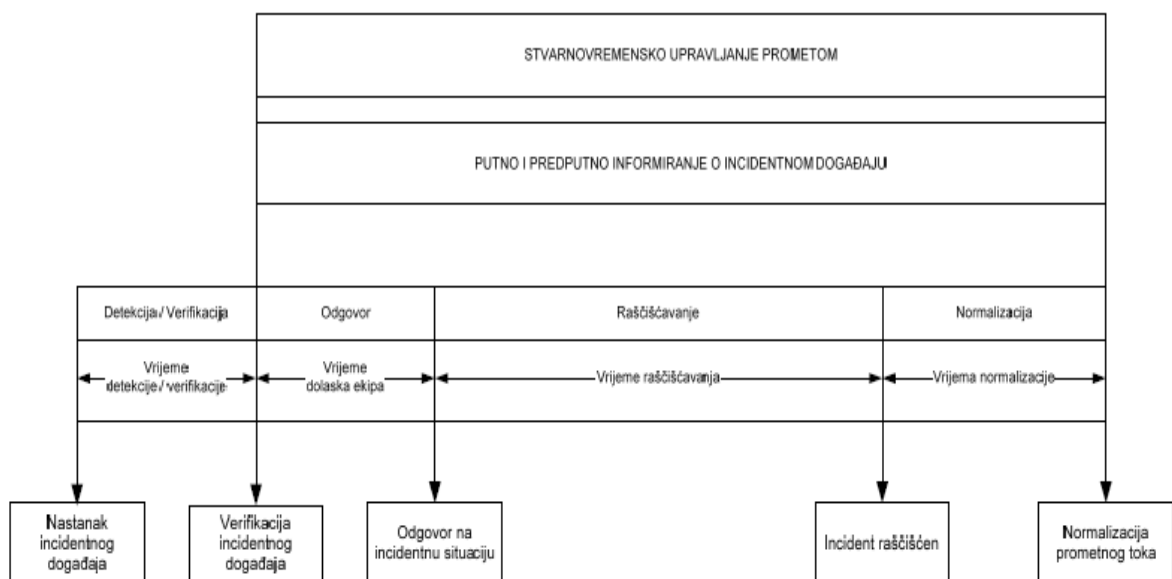 STVARNOVREMENSKO UPRAVLJANJE PROMETOM
PUTNO I PREDPUTNO INFORMIRANJE O INCIDENTNOM DOGAĐAJU
Detekcija / Verifikacija
Odgovor
Raščišćavanje
Normalizacija
Vrijeme
detekcije / verifikacije
Vrijeme
dolaska ekipa
Vrijeme raščišćavanja
Vrijema normalizacije
Nastanak
incidentnog
događaja
Verifikacija
incidentnog
događaja
Odgovor na
incidentnu situaciju
Incident raščišćen
Normalizacija
prometnog toka